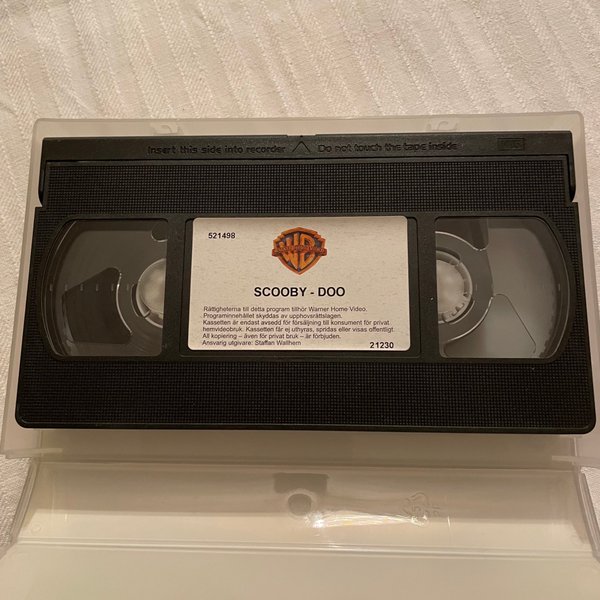 Insert this side into recorder
Do not touch the tape inside
521498
WB
SCOOBY - DOO
Rättigheterna till detta program tillhör Warner Home Video.
Programinnehållet skyddas av upphovsrättslagen.
Kassetten är endast avsedd för försäljning till konsument för privat
hemvideobruk. Kassetten får ej uthyras, spridas eller visas offentligt.
All kopiering – även för privat bruk – är förbjuden.
Ansvarig utgivare: Staffan Wallhem
21230